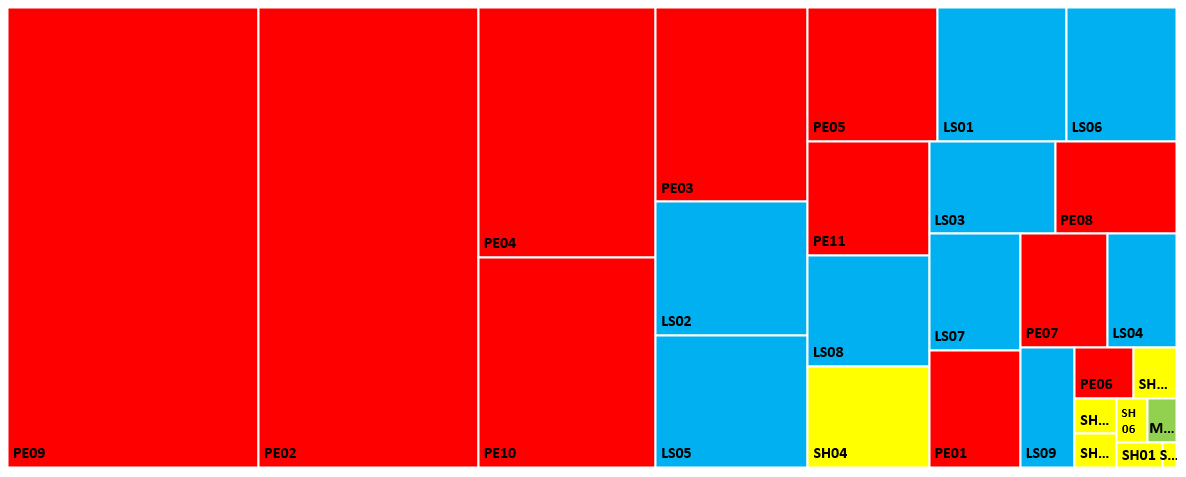 PE09
PE02
PE04
PE10
PE03
LS02
LS05
PE05
LS01
LS06
PE11
LS03
PE08
LS08
LS07
PE07
LS04
SH04
PE01
LS09
PE06
SH...
SH...
SH
06
M...
SH...
SH01
S...